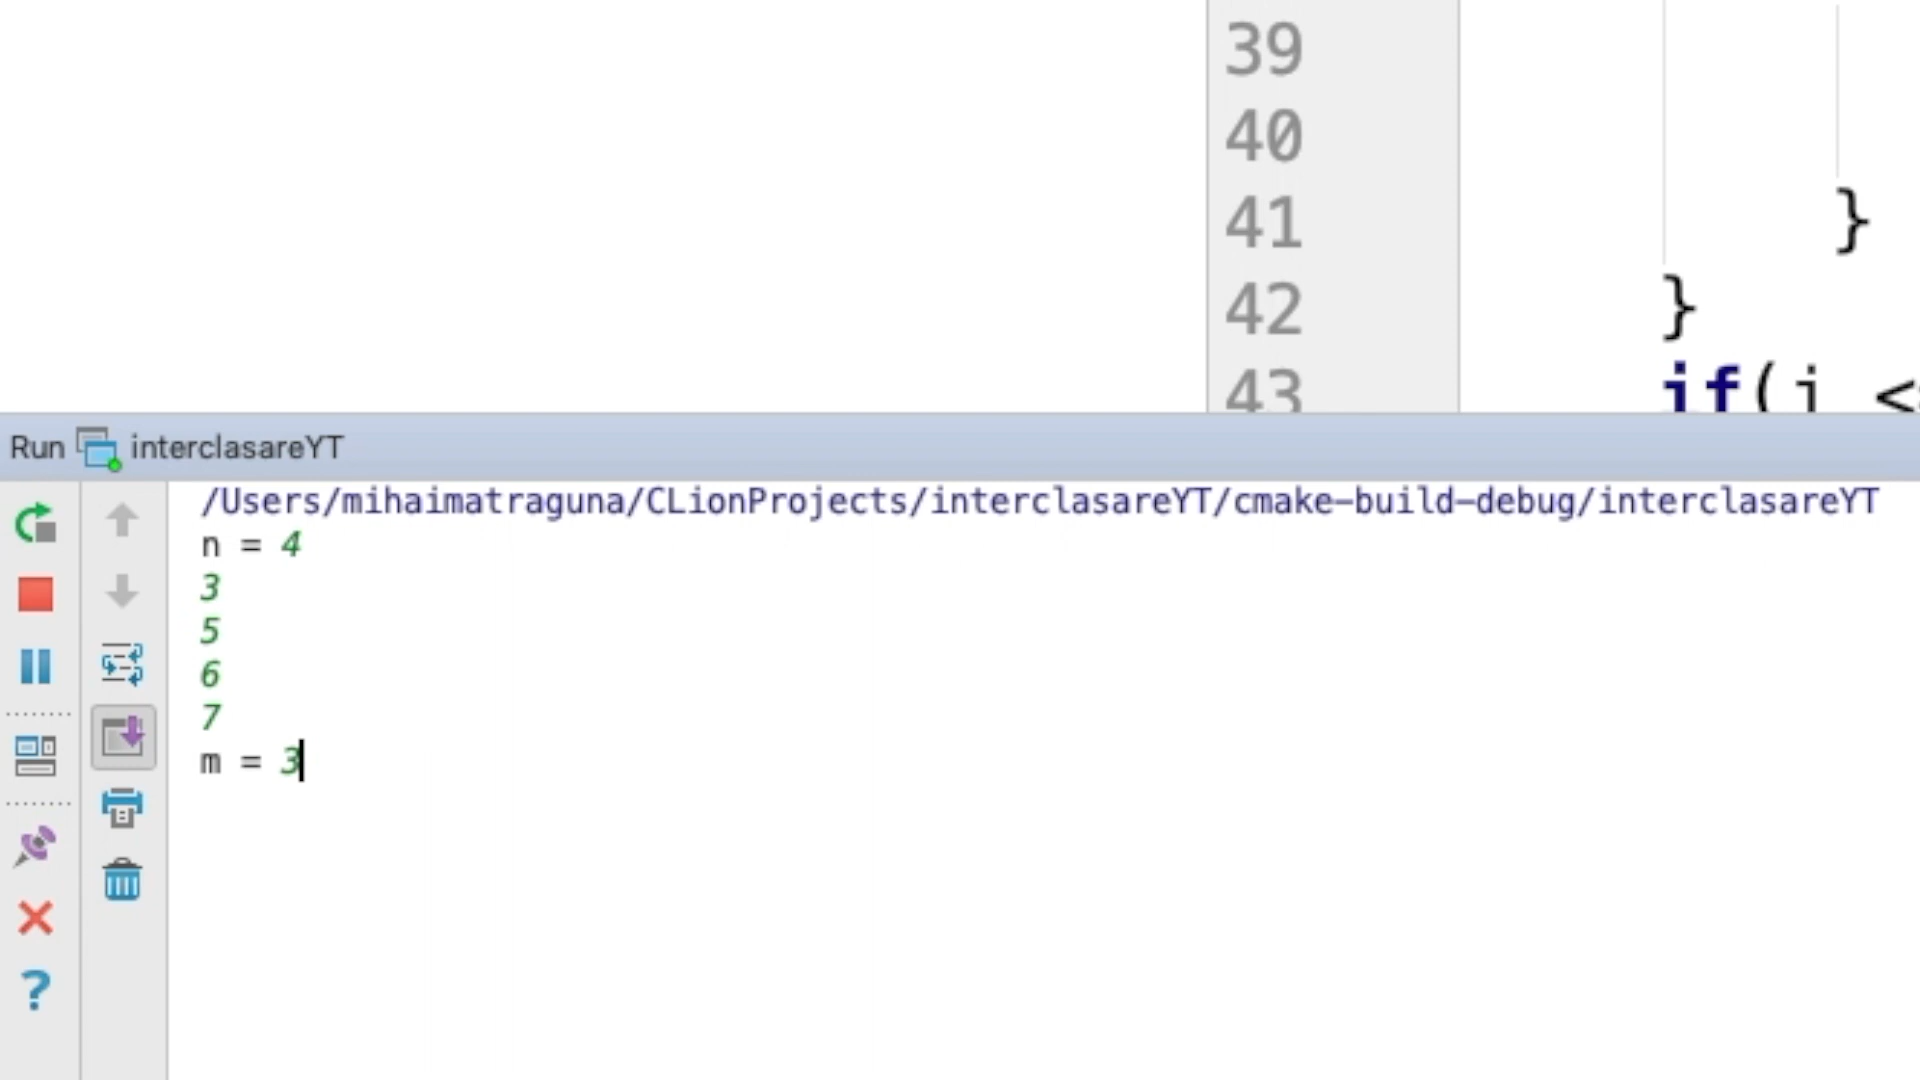 39
40
41
}
42
}
43
if(i <
Run interclasareYT
/Users/mihaimatraguna/CLionProjects/interclasareYT/cmake-build-debug/interclasareYT
n = 4
3
5
6
7
m = 3